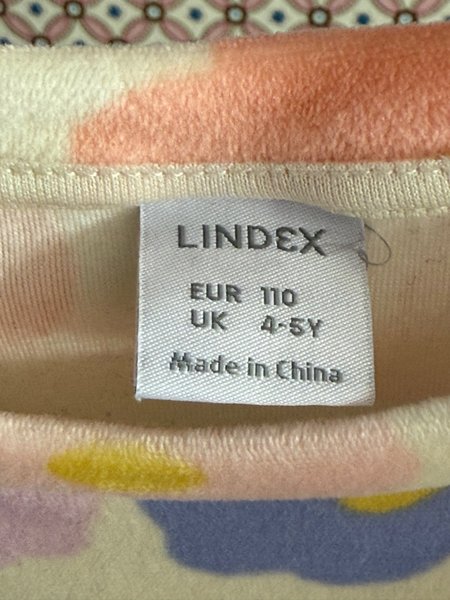 LINDEX
EUR 110
UK 4-5Y
Made in China